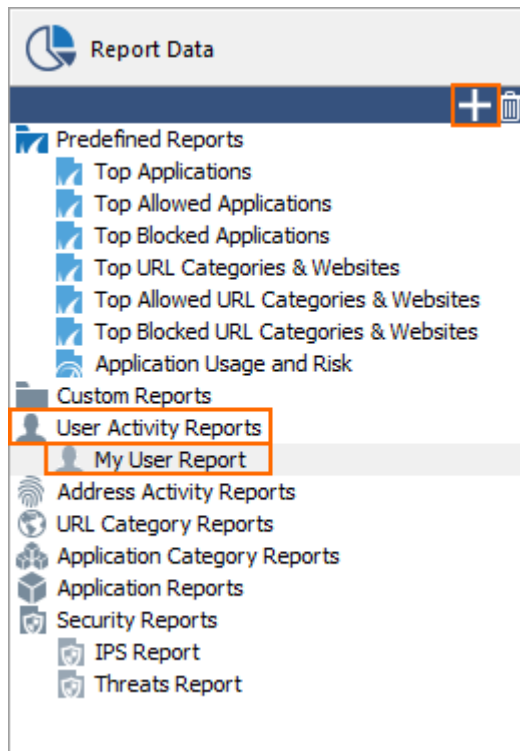 Report Data
Predefined Reports
Top Applications
Top Allowed Applications
Top Blocked Applications
Top URL Categories & Websites
Top Allowed URL Categories & Websites
Top Blocked URL Categories & Websites
Application Usage and Risk
Custom Reports
User Activity Reports
My User Report
Address Activity Reports
URL Category Reports
Application Category Reports
Application Reports
Security Reports
IPS Report
Threats Report